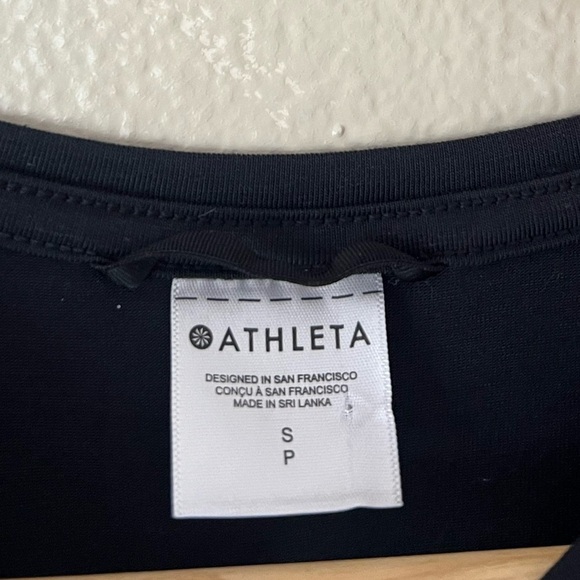 ATHLETA
DESIGNED IN SAN FRANCISCO
CONÇU À SAN FRANCISCO
MADE IN SRI LANKA
S
P